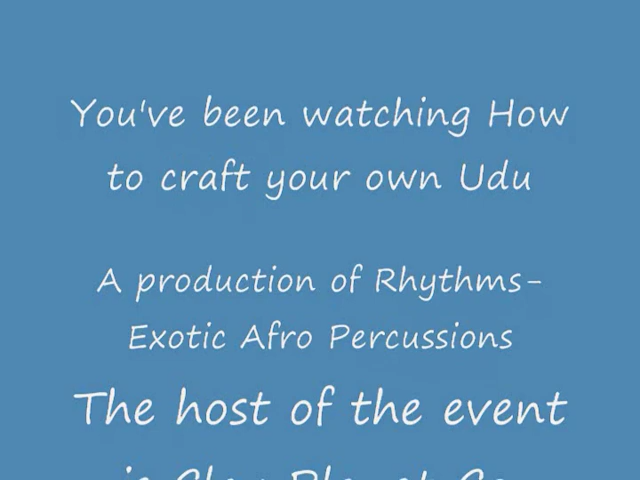 You've been watching How
to craft your own Udu
A production of Rhythms-
Exotic Afro Percussions
The host of the event
is